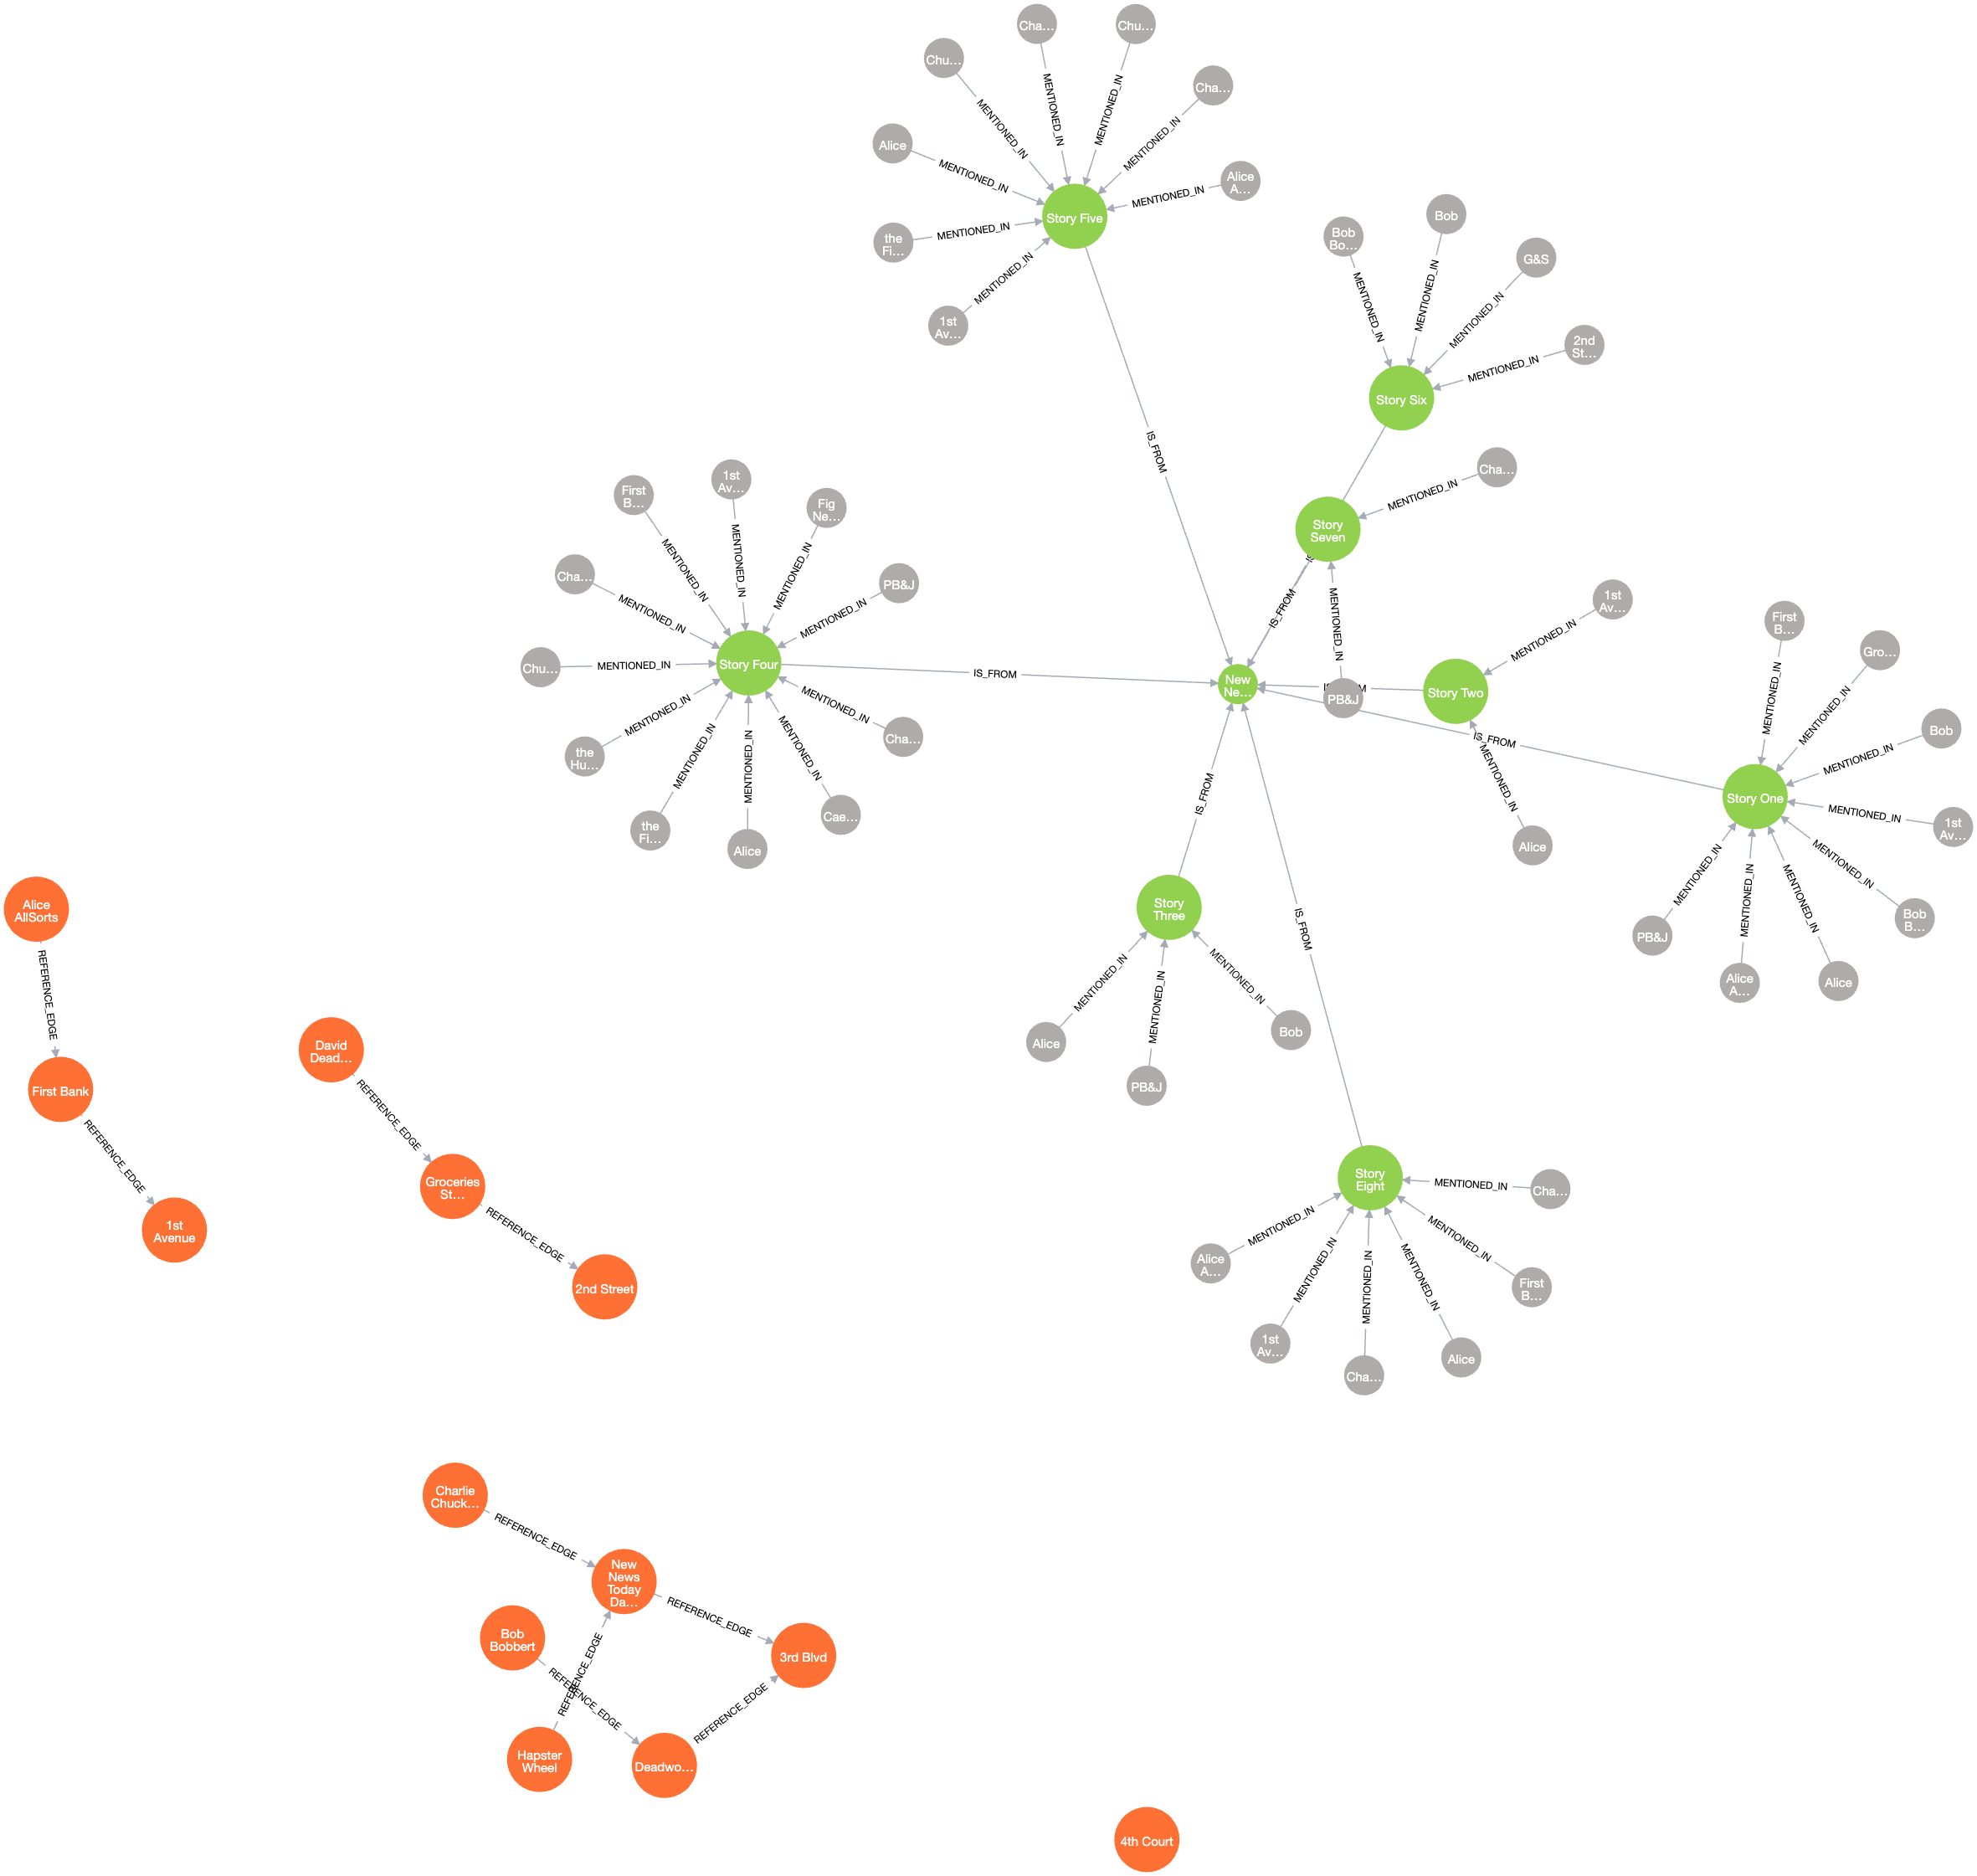 Cha...
Chu...
Chu...
Cha...
Alice
Alice
A...
the
Fi...
1st
Av...
MENTIONED_IN
MENTIONED_IN
MENTIONED_IN
MENTIONED_IN
MENTIONED_IN
MENTIONED_IN
MENTIONED_IN
MENTIONED_IN
Story Five
IS_FROM
Bob
Bo...
Bob
G&S
2nd
St...
MENTIONED_IN
MENTIONED_IN
MENTIONED_IN
MENTIONED_IN
Story Six
Cha...
MENTIONED_IN
Story
Seven
IS_FROM
MENTIONED_IN
PB&J
First
B...
1st
Av...
Fig
Ne...
Cha...
PB&J
Chu...
the
Hu...
the
Fi...
Alice
Cae...
Cha...
MENTIONED_IN
MENTIONED_IN
MENTIONED_IN
MENTIONED_IN
MENTIONED_IN
MENTIONED_IN
MENTIONED_IN
MENTIONED_IN
MENTIONED_IN
MENTIONED_IN
MENTIONED_IN
Story Four
IS_FROM
New
Ne...
1st
Av...
MENTIONED_IN
Story Two
MENTIONED_IN
Alice
IS_FROM
First
B...
Gro...
Bob
1st
Av...
Bob
B...
Alice
Alice
A...
PB&J
MENTIONED_IN
MENTIONED_IN
MENTIONED_IN
MENTIONED_IN
MENTIONED_IN
MENTIONED_IN
MENTIONED_IN
MENTIONED_IN
Story One
IS_FROM
Story
Three
MENTIONED_IN
MENTIONED_IN
MENTIONED_IN
Alice
PB&J
Bob
IS_FROM
Story
Eight
MENTIONED_IN
MENTIONED_IN
MENTIONED_IN
MENTIONED_IN
MENTIONED_IN
MENTIONED_IN
Cha...
Alice
A...
First
B...
1st
Av...
Cha...
Alice
Alice
AllSorts
REFERENCE_EDGE
First Bank
REFERENCE_EDGE
1st
Avenue
David
Dead...
REFERENCE_EDGE
Groceries
St...
REFERENCE_EDGE
2nd Street
Charlie
Chuck...
REFERENCE_EDGE
New
News
Today
Da...
REFERENCE_EDGE
Bob
Bobbert
REFERENCE_EDGE
REFERENCE_EDGE
3rd Blvd
REFERENCE_EDGE
Hapster
Wheel
Deadwo...
4th Court